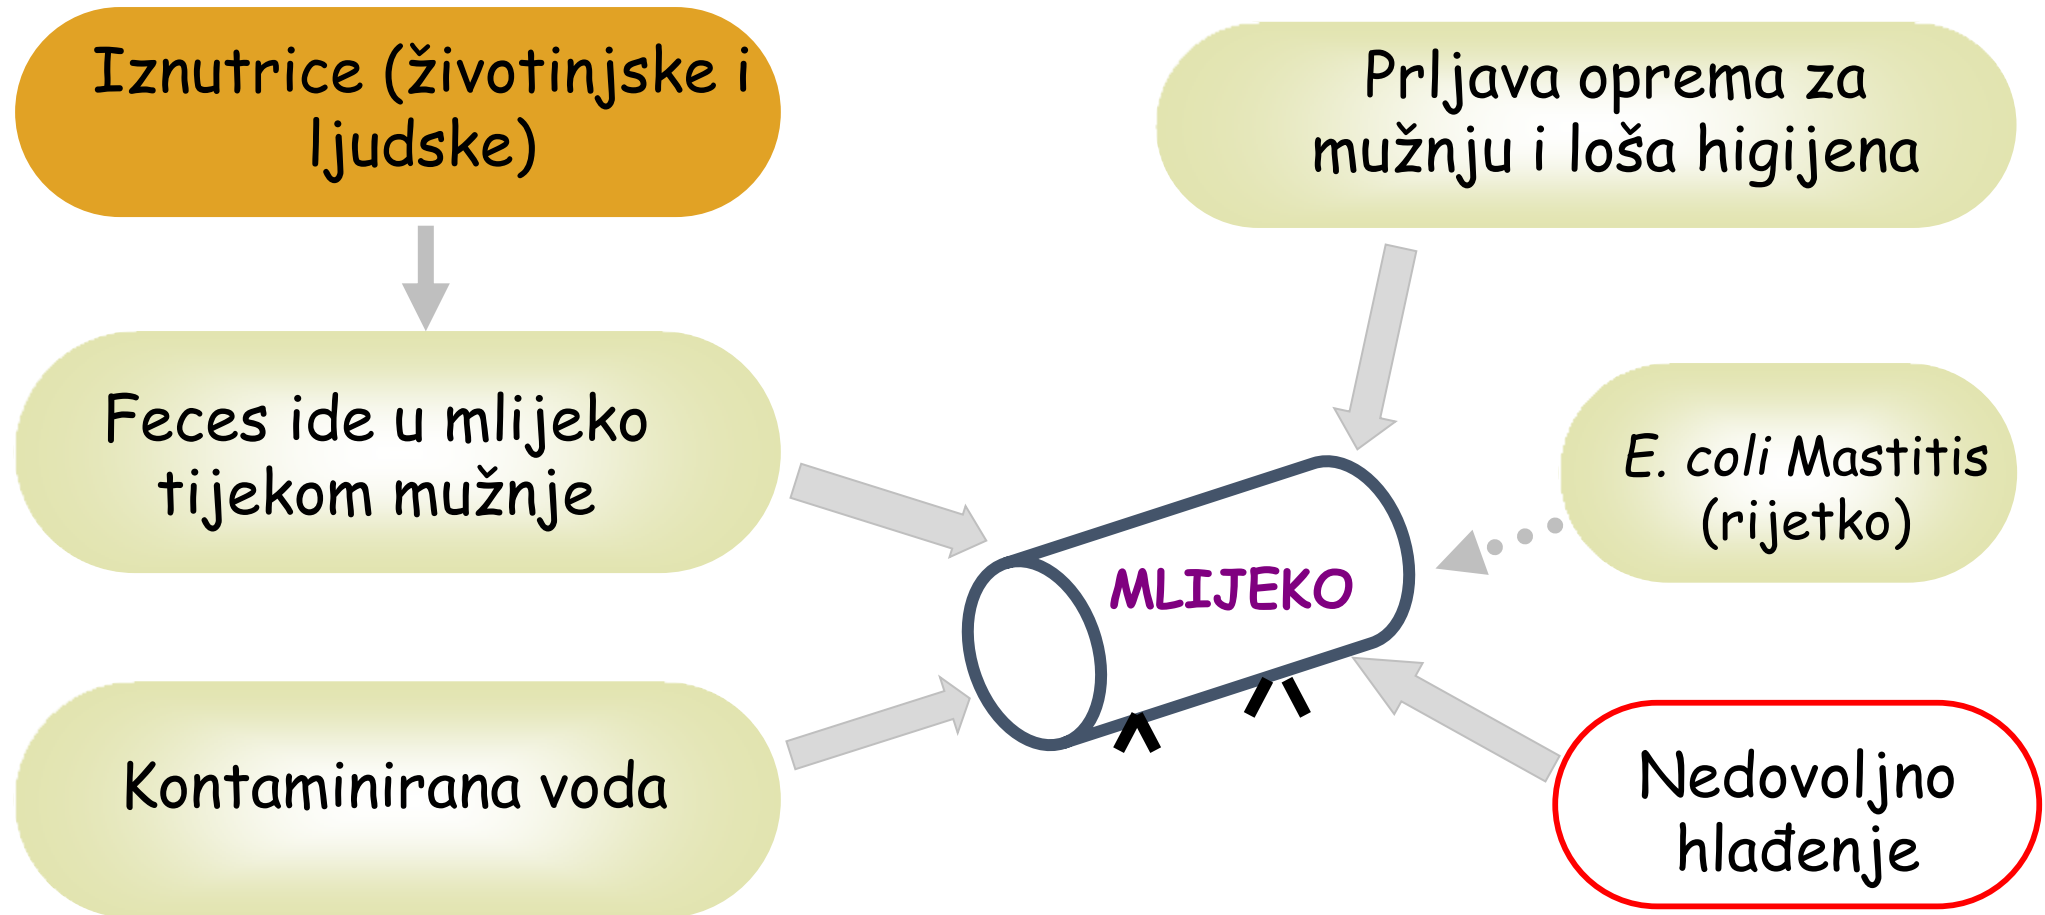 Iznutrice (životinjske i
ljudske)
Prljava oprema za
mužnju i loša higijena
Feces ide u mlijeko
tijekom mužnje
E. coli Mastitis
(rijetko)
MLIJEKO
Kontaminirana voda
Nedovoljno
hlađenje